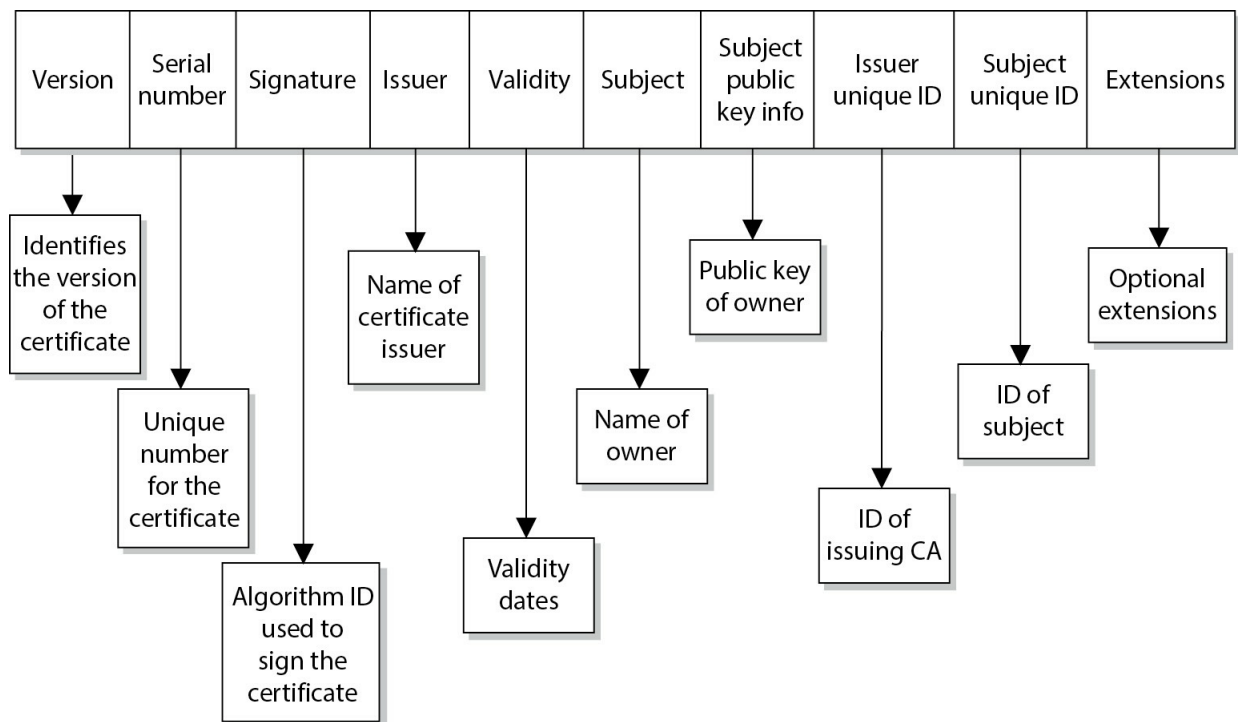 Version
Serial
number
Signature
Issuer
Validity
Subject
Subject
public
key info
Issuer
unique ID
Subject
unique ID
Extensions
Identifies
the version
of the
certificate
Unique
number
for the
certificate
Algorithm ID
used to
sign the
certificate
Name of
certificate
issuer
Validity
dates
Name of
owner
Public key
of owner
ID of
issuing CA
ID of
subject
Optional
extensions